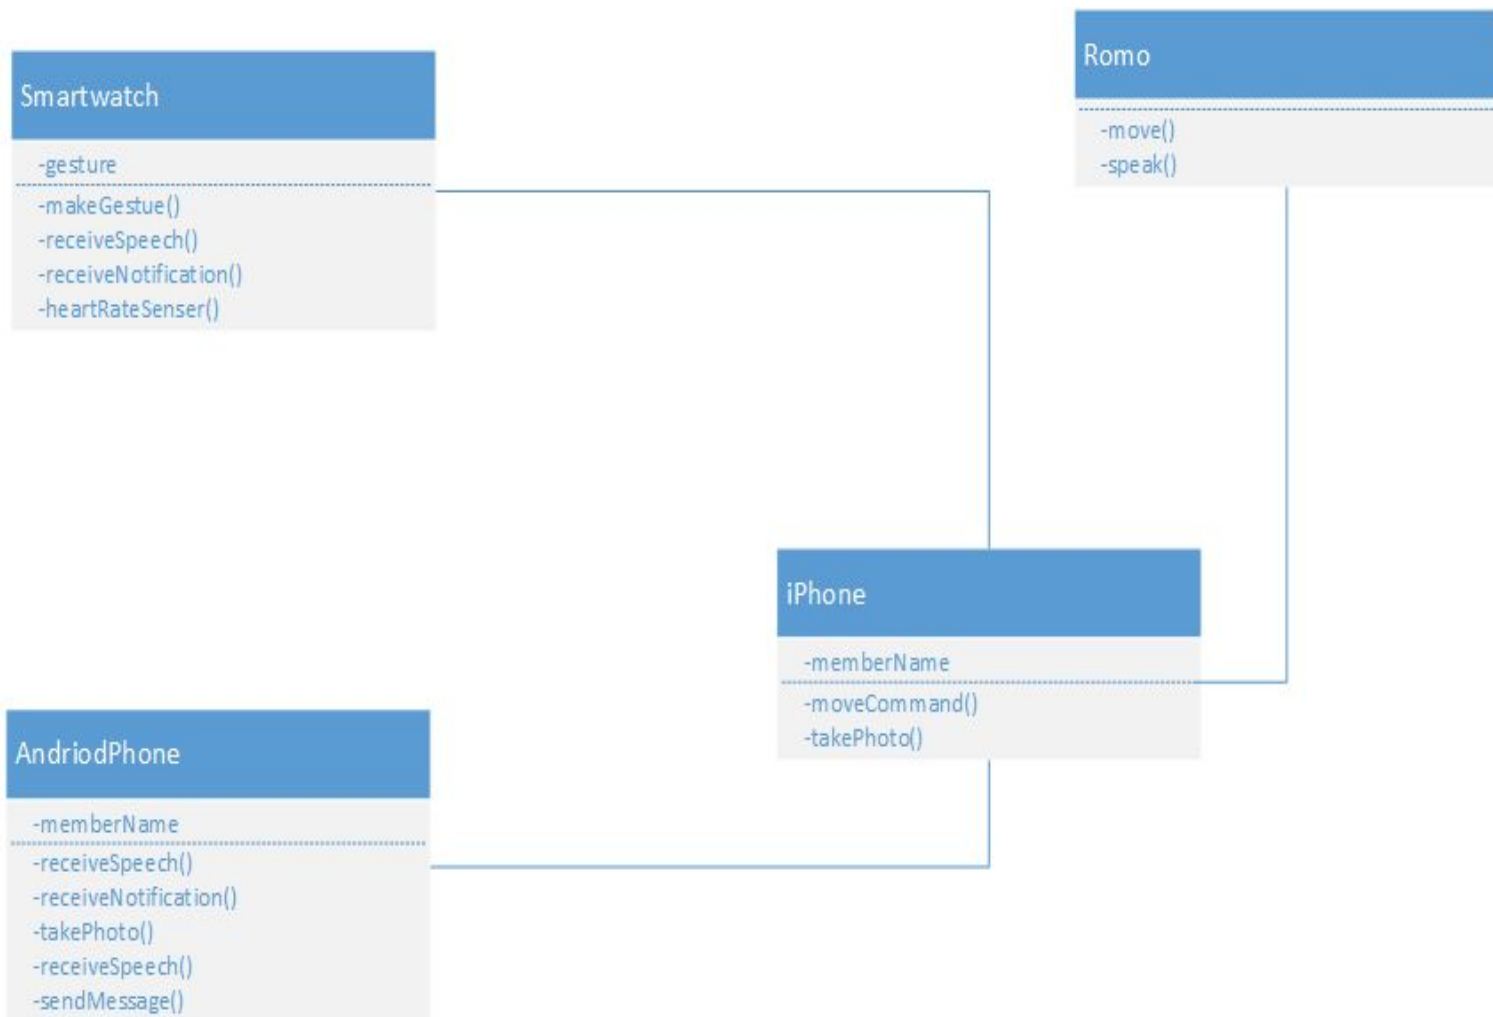 Smartwatch
-gesture
-makeGestue()
-receiveSpeech()
-receiveNotification()
-heartRateSenser()
Romo
-move()
-speak()
iPhone
-memberName
-moveCommand()
-takePhoto()
AndriodPhone
-memberName
-receiveSpeech()
-receiveNotification()
-takePhoto()
-receiveSpeech()
-sendMessage()